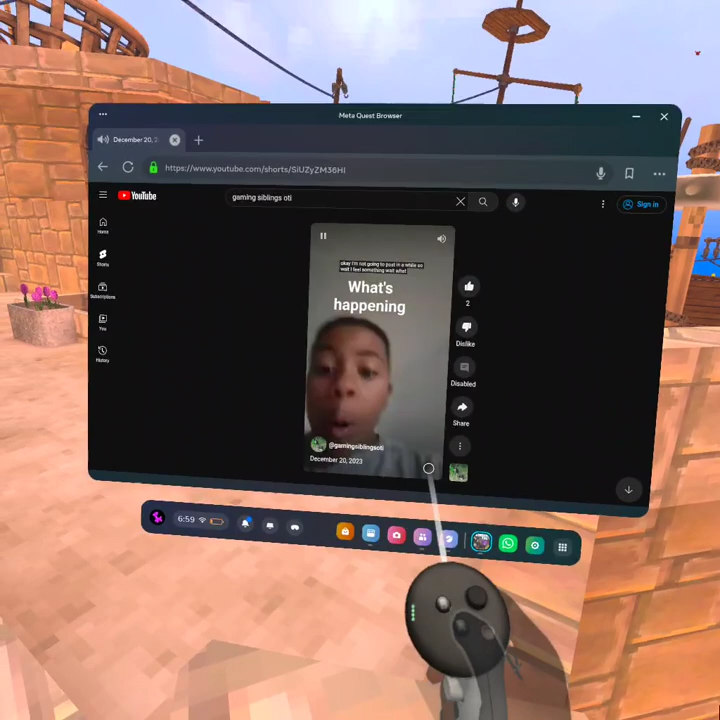 Meta Quest Browser
December 20, 2
https://www.youtube.com/shorts/SiUZyZM36HI
YouTube
gaming siblings oti
Sign in
Home
Shorts
Subscriptions
You
History
okay I'm not going to post in a while so
wait I feel something wait what
What's
happening
2
Dislike
Disabled
Share
@gamingsiblingsoti
December 20, 2023
6:59